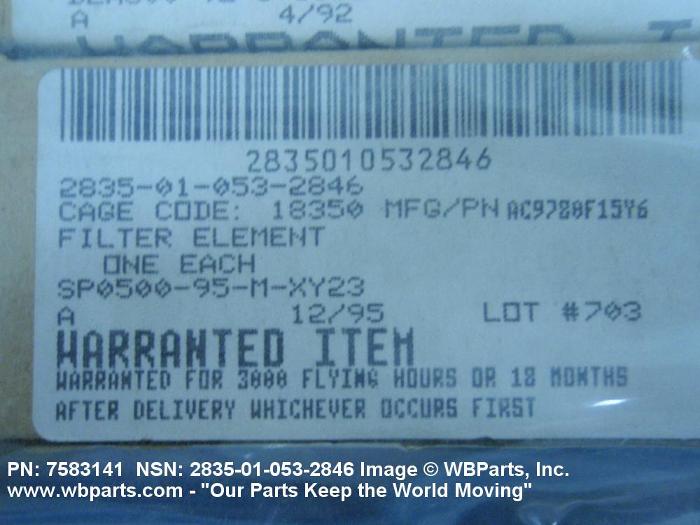 A 4/92
WARRANTED
2835010532846
2835-01-053-2846
CAGE CODE: 18350 MFG/PN AC9780F15Y6
FILTER ELEMENT
ONE EACH
SP0500-95-M-XY23
A 12/95 LOT #703
WARRANTED ITEM
WARRANTED FOR 3000 FLYING HOURS OR 18 MONTHS
AFTER DELIVERY WHICHEVER OCCURS FIRST
PN: 7583141 NSN: 2835-01-053-2846 Image © WBParts, Inc.
www.wbparts.com - "Our Parts Keep the World Moving"